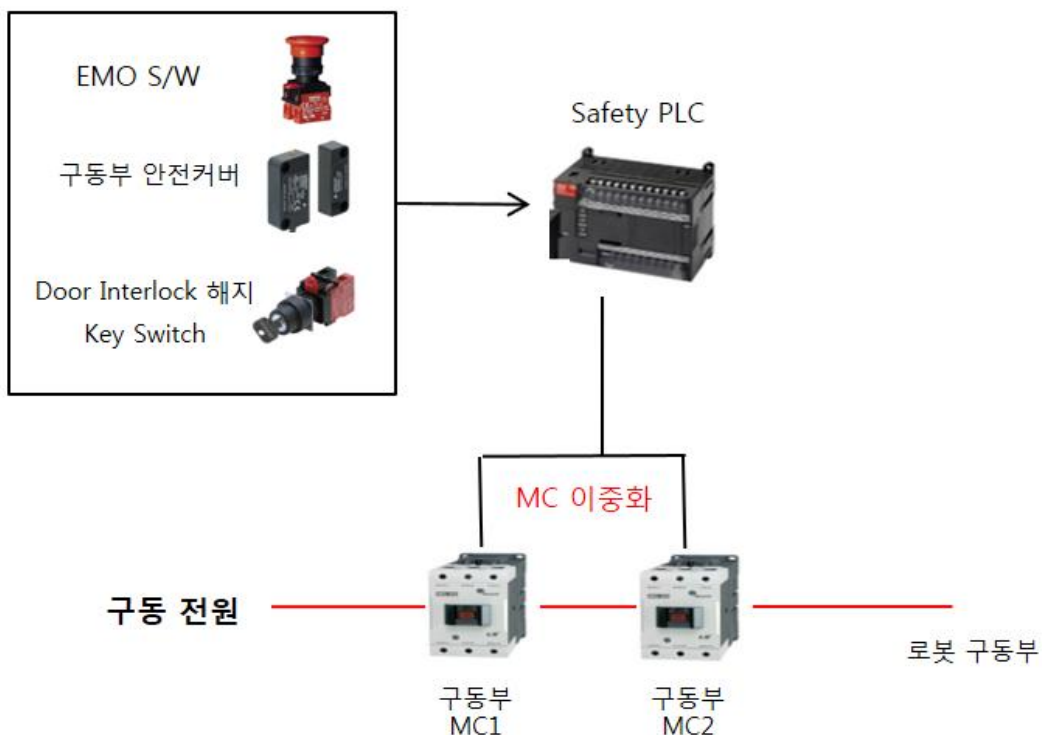 EMO S/W
구동부 안전커버
Door Interlock 해지
Key Switch
Safety PLC
MC 이중화
구동 전원
로봇 구동부
구동부
MC1
구동부
MC2